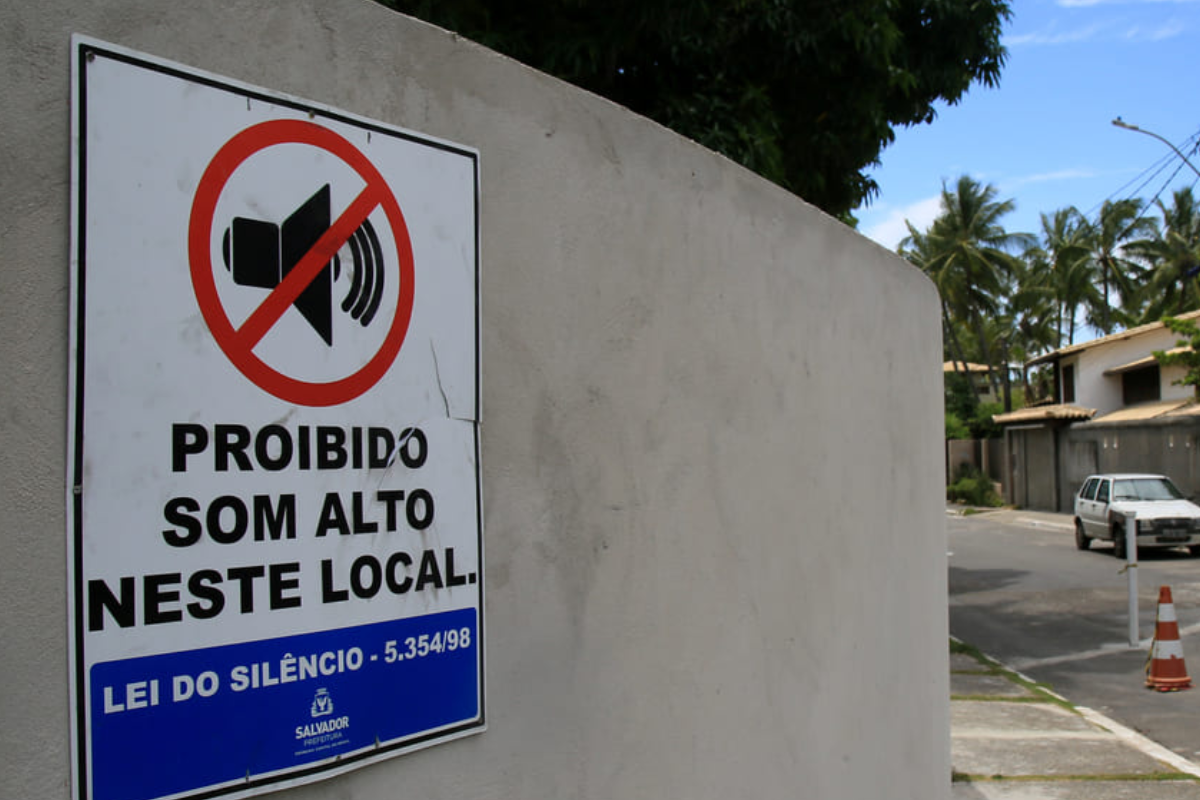 PROIBIDO
SOM ALTO
NESTE LOCAL.
LEI DO SILÊNCIO - 5.354/98
SALVADOR
PREFEITURA